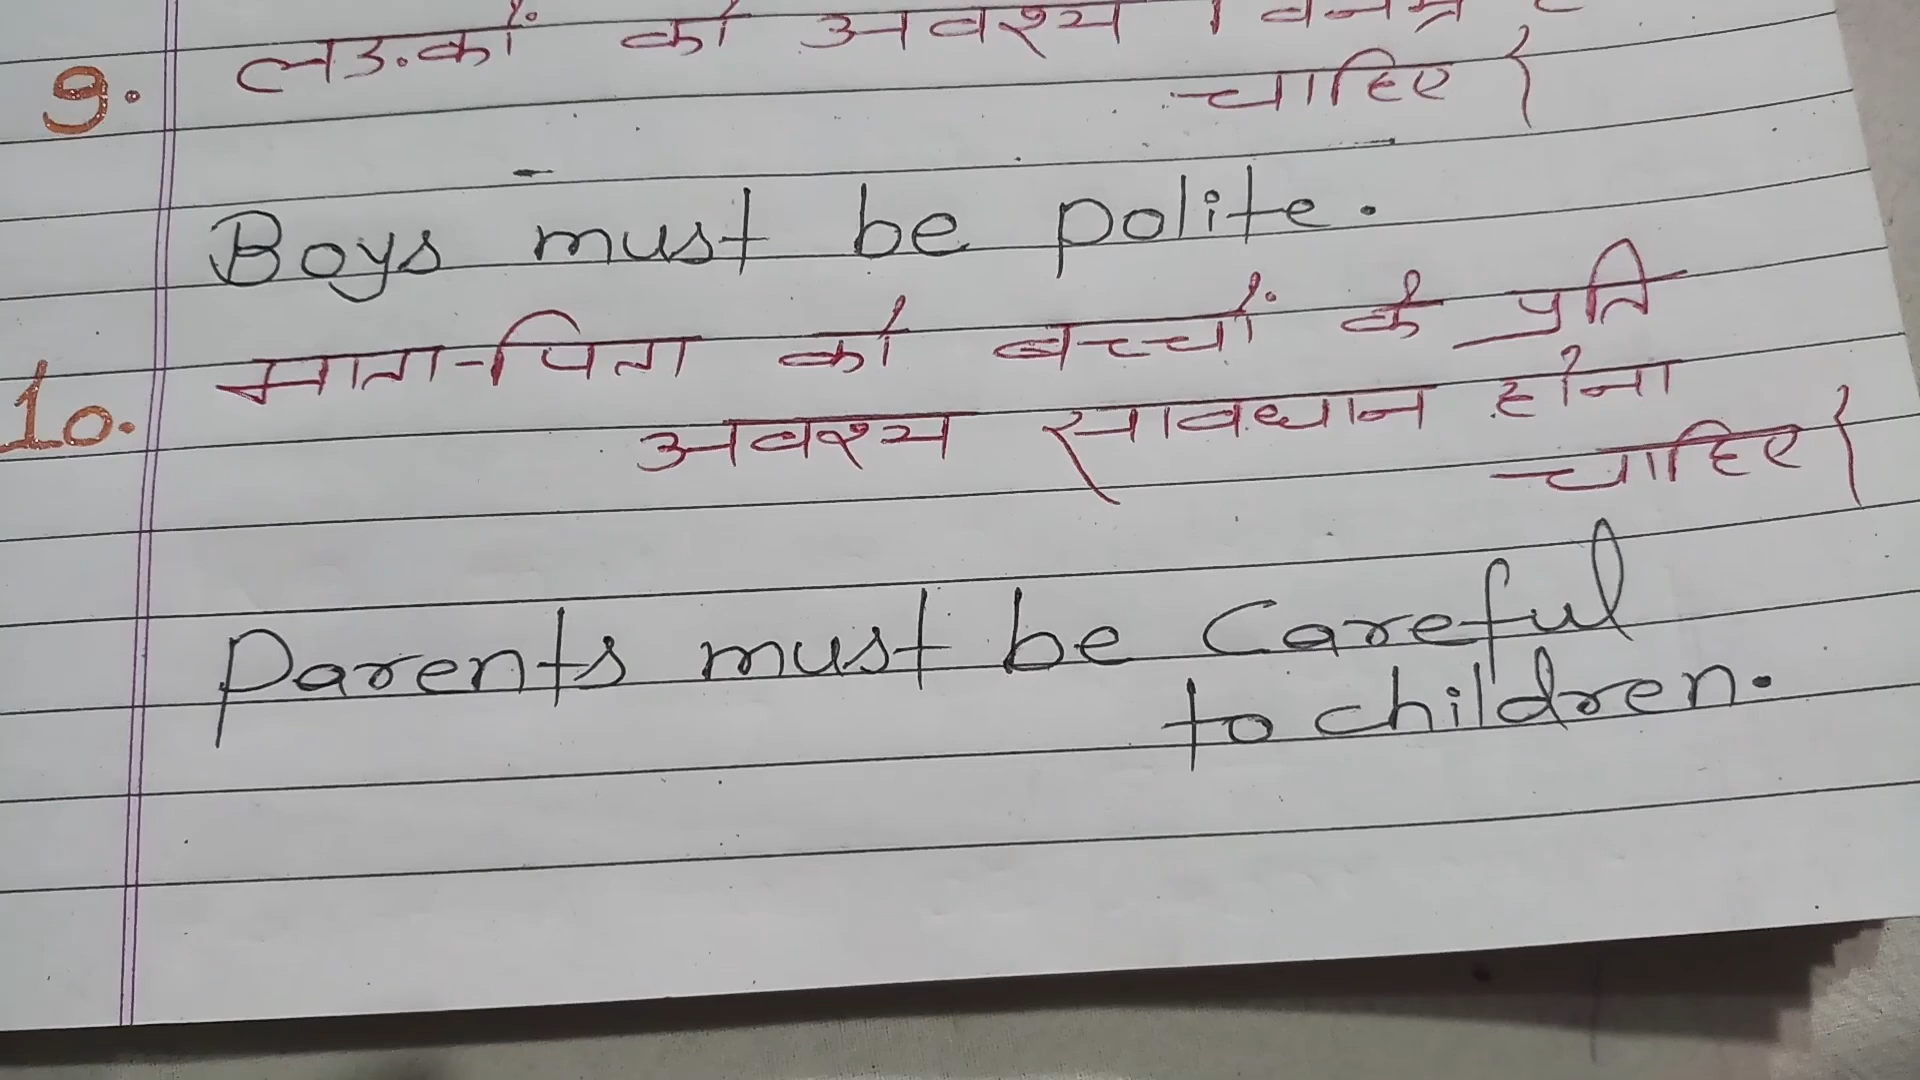 9. लड़कों को अवश्य विनम्र
चाहिए।
Boys must be polite.
10. माता-पिता को बच्चों के प्रति
अवश्य सावधान होना
चाहिए।
Parents must be Careful
to children.